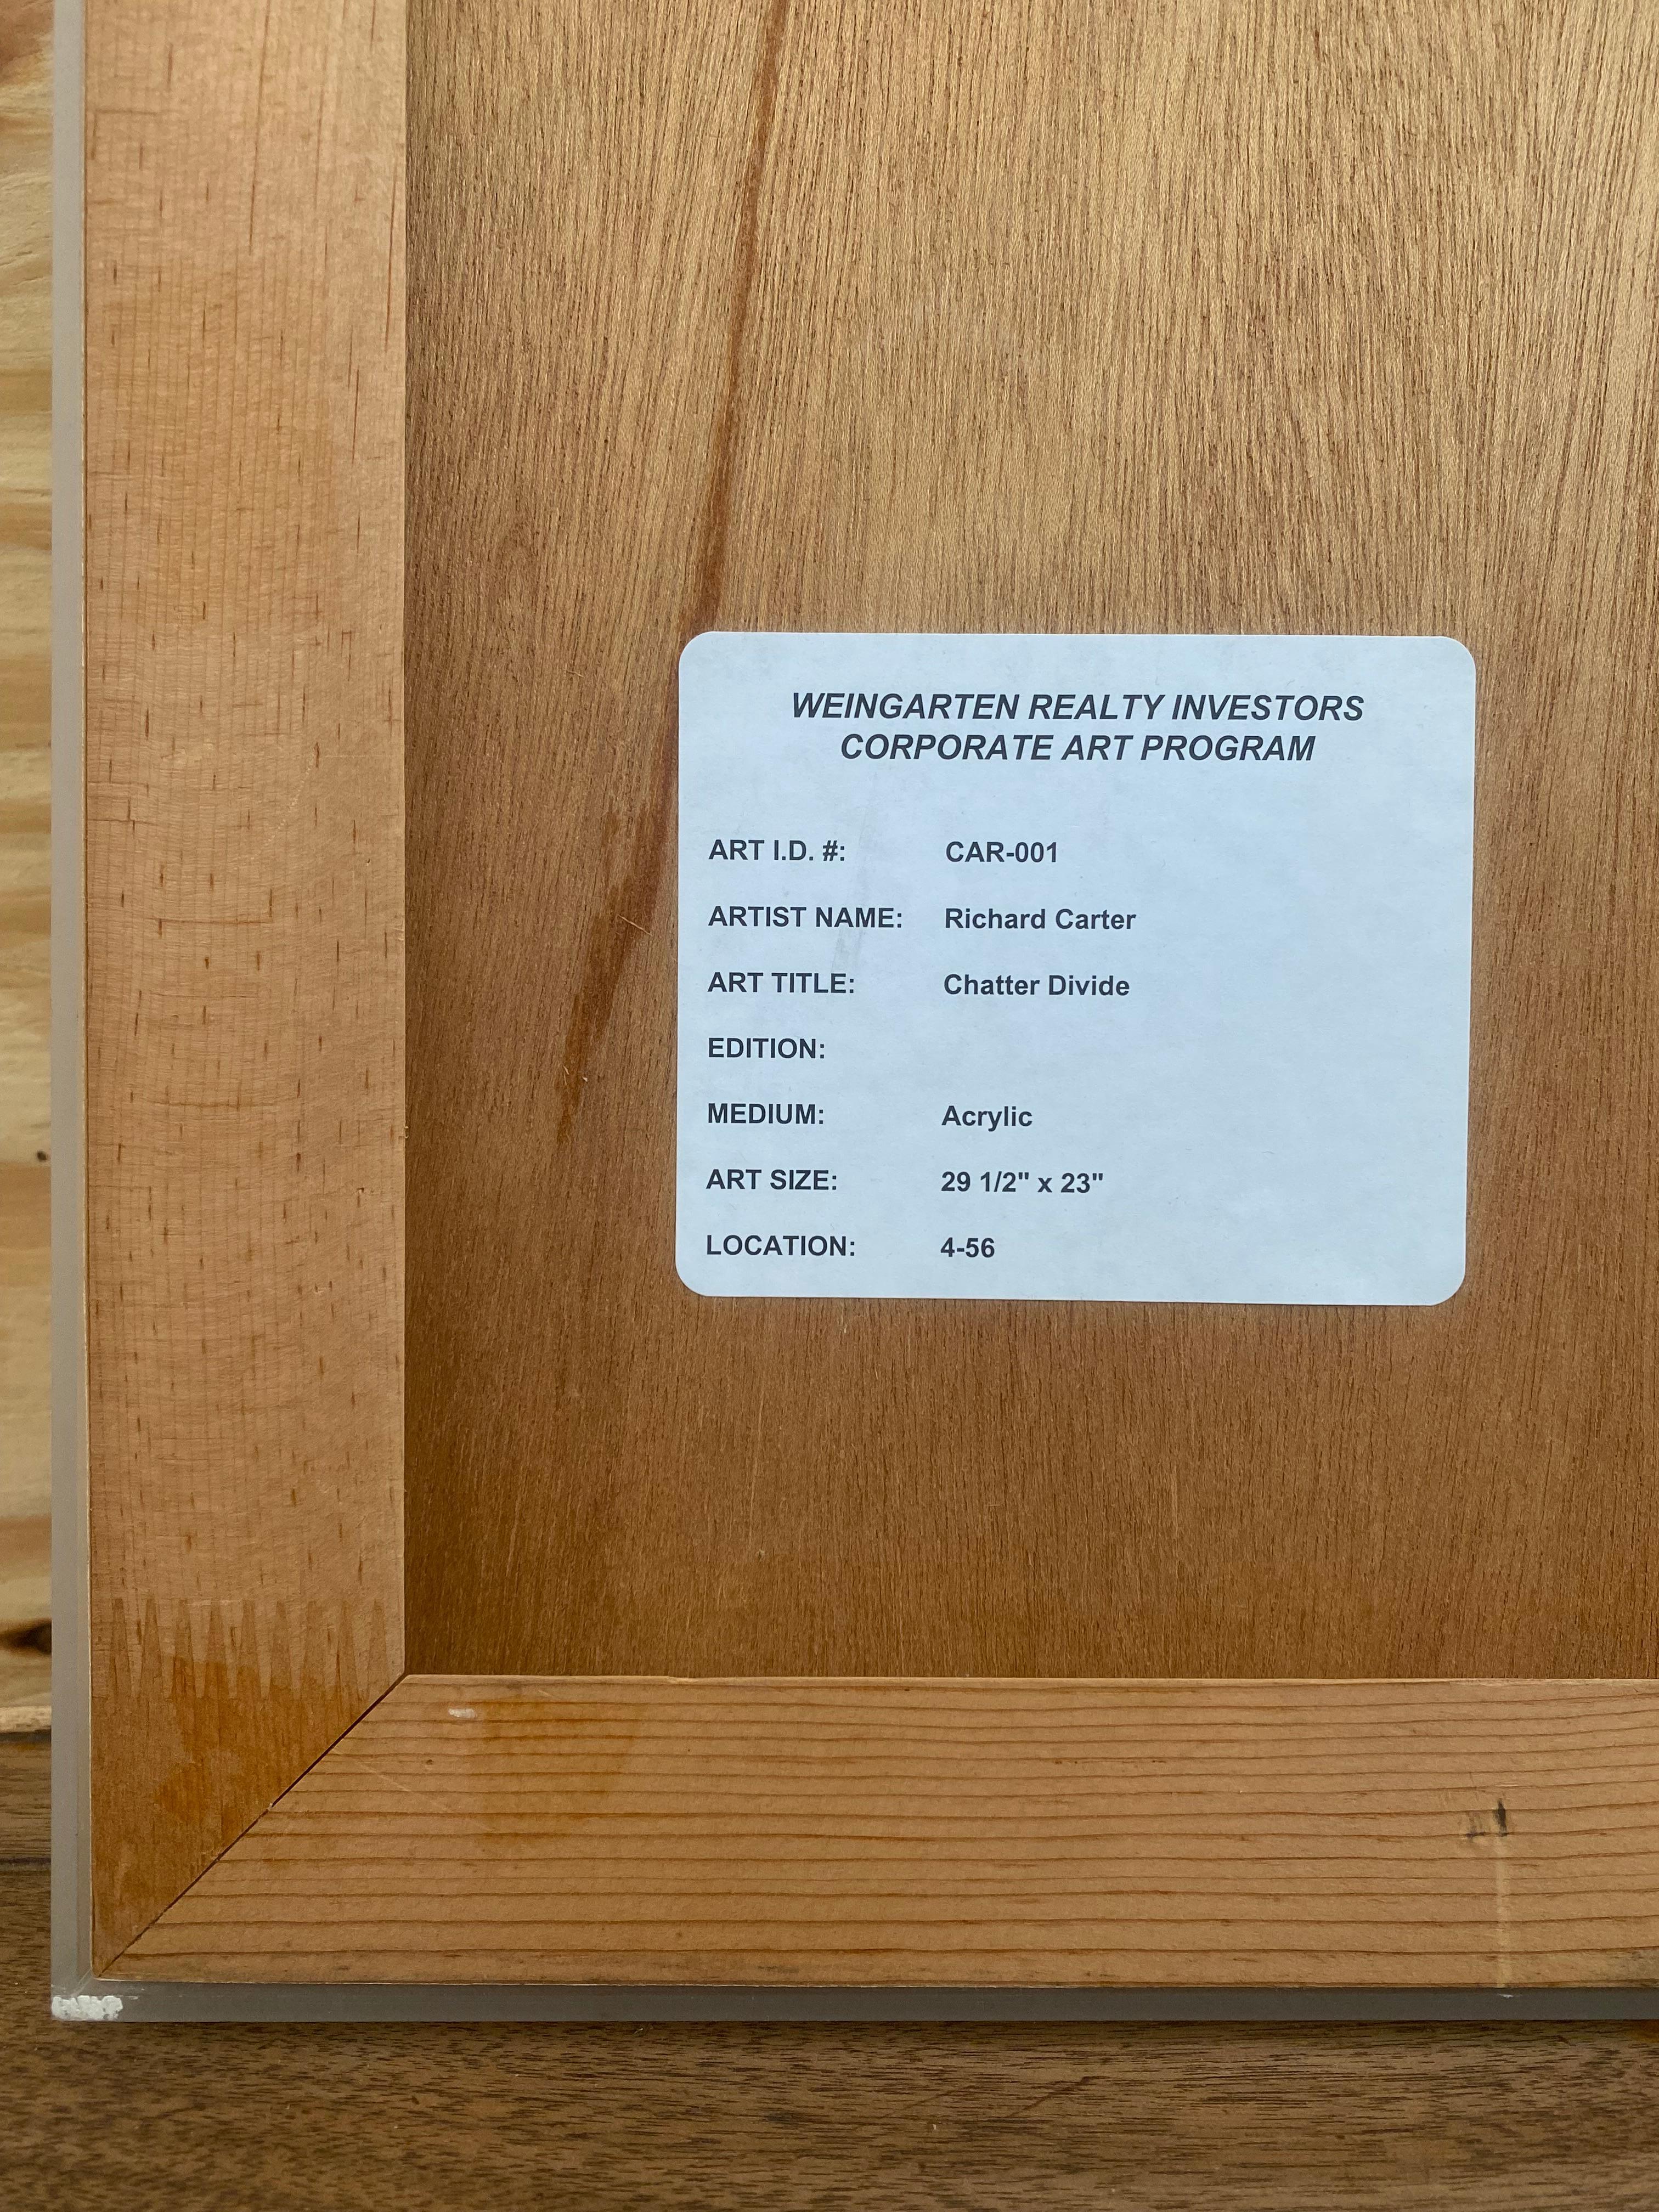 WEINGARTEN REALTY INVESTORS
CORPORATE ART PROGRAM
ART I.D. #: CAR-001
ARTIST NAME: Richard Carter
ART TITLE: Chatter Divide
EDITION:
MEDIUM: Acrylic
ART SIZE: 29 1/2" x 23"
LOCATION: 4-56